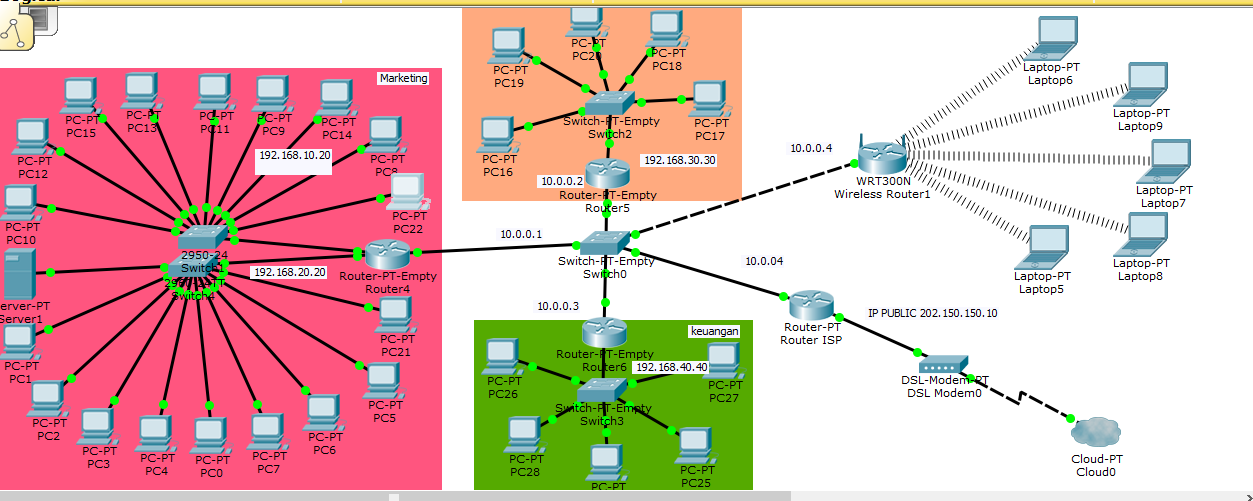 Marketing
PC-PT
PC15
PC-PT
PC13
PC-PT
PC11
PC-PT
PC9
PC-PT
PC14
PC-PT
PC12
192.168.10.20
PC-PT
PC8
PC-PT
PC10
PC-PT
PC22
2950-24
Switch1
192.168.20.20
Switch4
Router-PT-Empty
Router4
erver-PT
Server1
PC-PT
PC21
PC-PT
PC1
PC-PT
PC2
PC-PT
PC3
PC-PT
PC4
PC-PT
PC0
PC-PT
PC7
PC-PT
PC6
PC-PT
PC5
PC-PT
PC20
PC-PT
PC19
PC-PT
PC18
Switch-PT-Empty
Switch2
PC-PT
PC17
PC-PT
PC16
192.168.30.30
10.0.0.2
Router-PT-Empty
Router5
10.0.0.1
Switch-PT-Empty
Switch0
10.0.0.4
WRT300N
Wireless Router1
Laptop-PT
Laptop6
Laptop-PT
Laptop9
Laptop-PT
Laptop7
Laptop-PT
Laptop8
Laptop-PT
Laptop5
10.0.04
Router-PT
Router ISP
IP PUBLIC 202.150.150.10
DSL-Modem-PT
DSL Modem0
Cloud-PT
Cloud0
10.0.0.3
keuangan
Router-PT-Empty
Router6
192.168.40.40
PC-PT
PC26
PC-PT
PC27
Switch-PT-Empty
Switch3
PC-PT
PC28
PC-PT
PC-PT
PC25